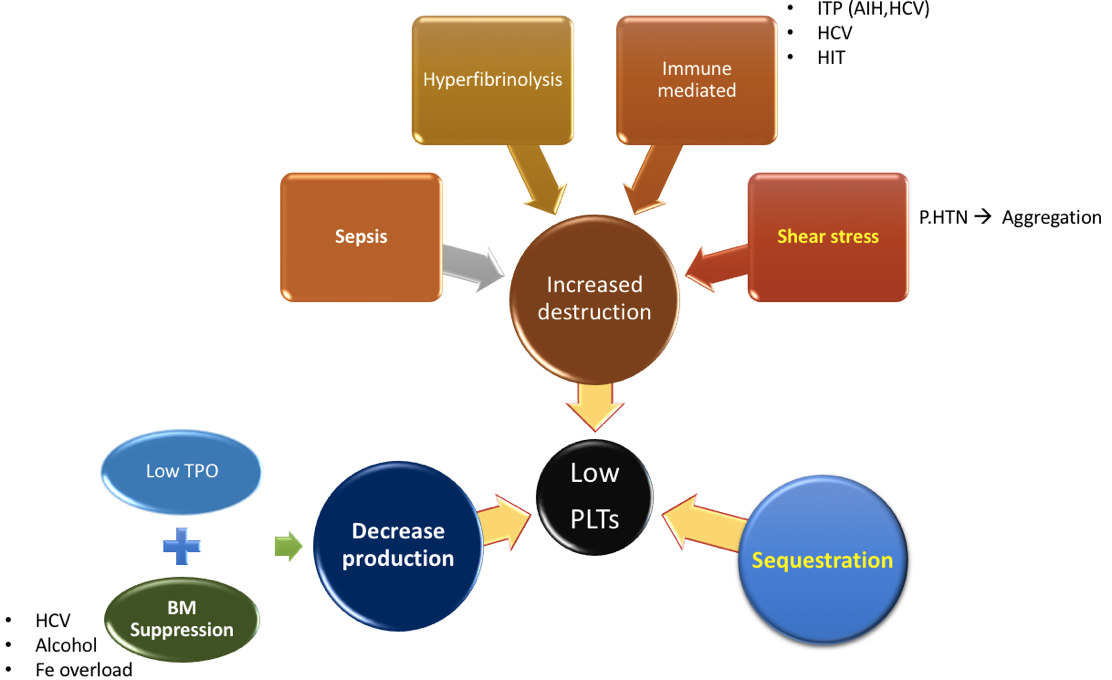 • ITP (AIH,HCV)
• HCV
• HIT
Hyperfibrinolysis
Immune
mediated
Sepsis
Shear stress
P.HTN → Aggregation
Increased
destruction
Low TPO
Low
PLTs
Decrease
production
Sequestration
BM
Suppression
• HCV
• Alcohol
• Fe overload